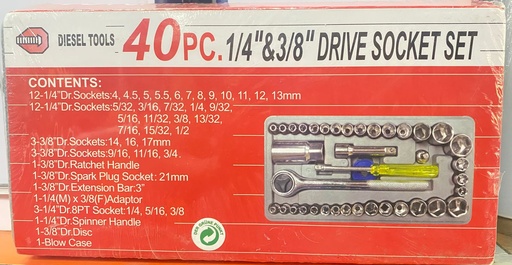 DIESEL TOOLS
40PC. 1/4"&3/8" DRIVE SOCKET SET
CONTENTS:
12-1/4"Dr.Sockets:4, 4.5, 5, 5.5, 6, 7, 8, 9, 10, 11, 12, 13mm
12-1/4"Dr.Sockets:5/32, 3/16, 7/32, 1/4, 9/32,
5/16, 11/32, 3/8, 13/32,
7/16, 15/32, 1/2
3-3/8"Dr.Sockets:14, 16, 17mm
3-3/8"Dr.Sockets:9/16, 11/16, 3/4
1-3/8"Dr.Ratchet Handle
1-3/8"Dr.Spark Plug Socket:21mm
1-3/8"Dr.Extension Bar:3"
1-1/4(M) x 3/8(F)Adaptor
3-1/4"Dr.8PT Socket:1/4, 5/16, 3/8
1-1/4"Dr.Spinner Handle
1-3/8"Dr.Disc
1-Blow Case